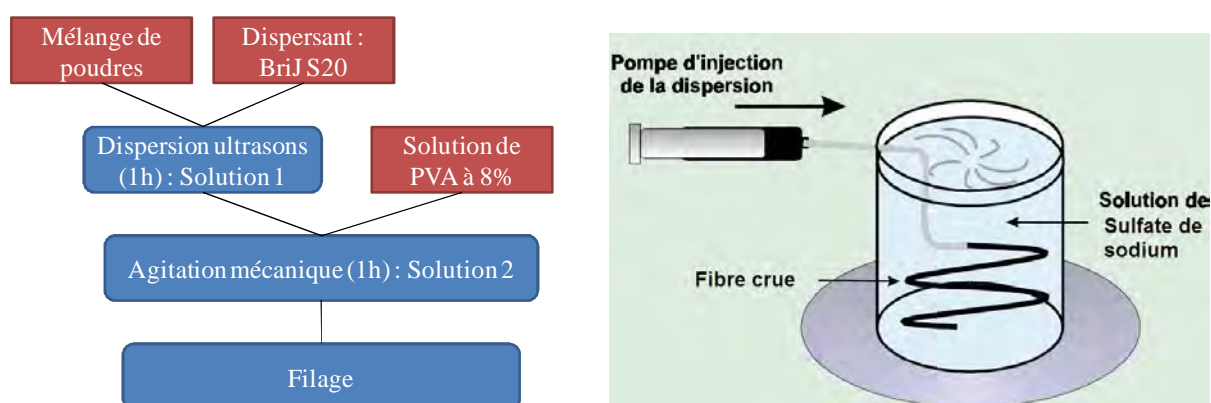 Mélange de
poudres
Dispersant :
BriJ S20
Dispersion ultrasons
(1h) : Solution 1
Solution de
PVA à 8%
Agitation mécanique (1h) : Solution 2
Filage
Pompe d'injection
de la dispersion
Solution de
Sulfate de
sodium
Fibre crue